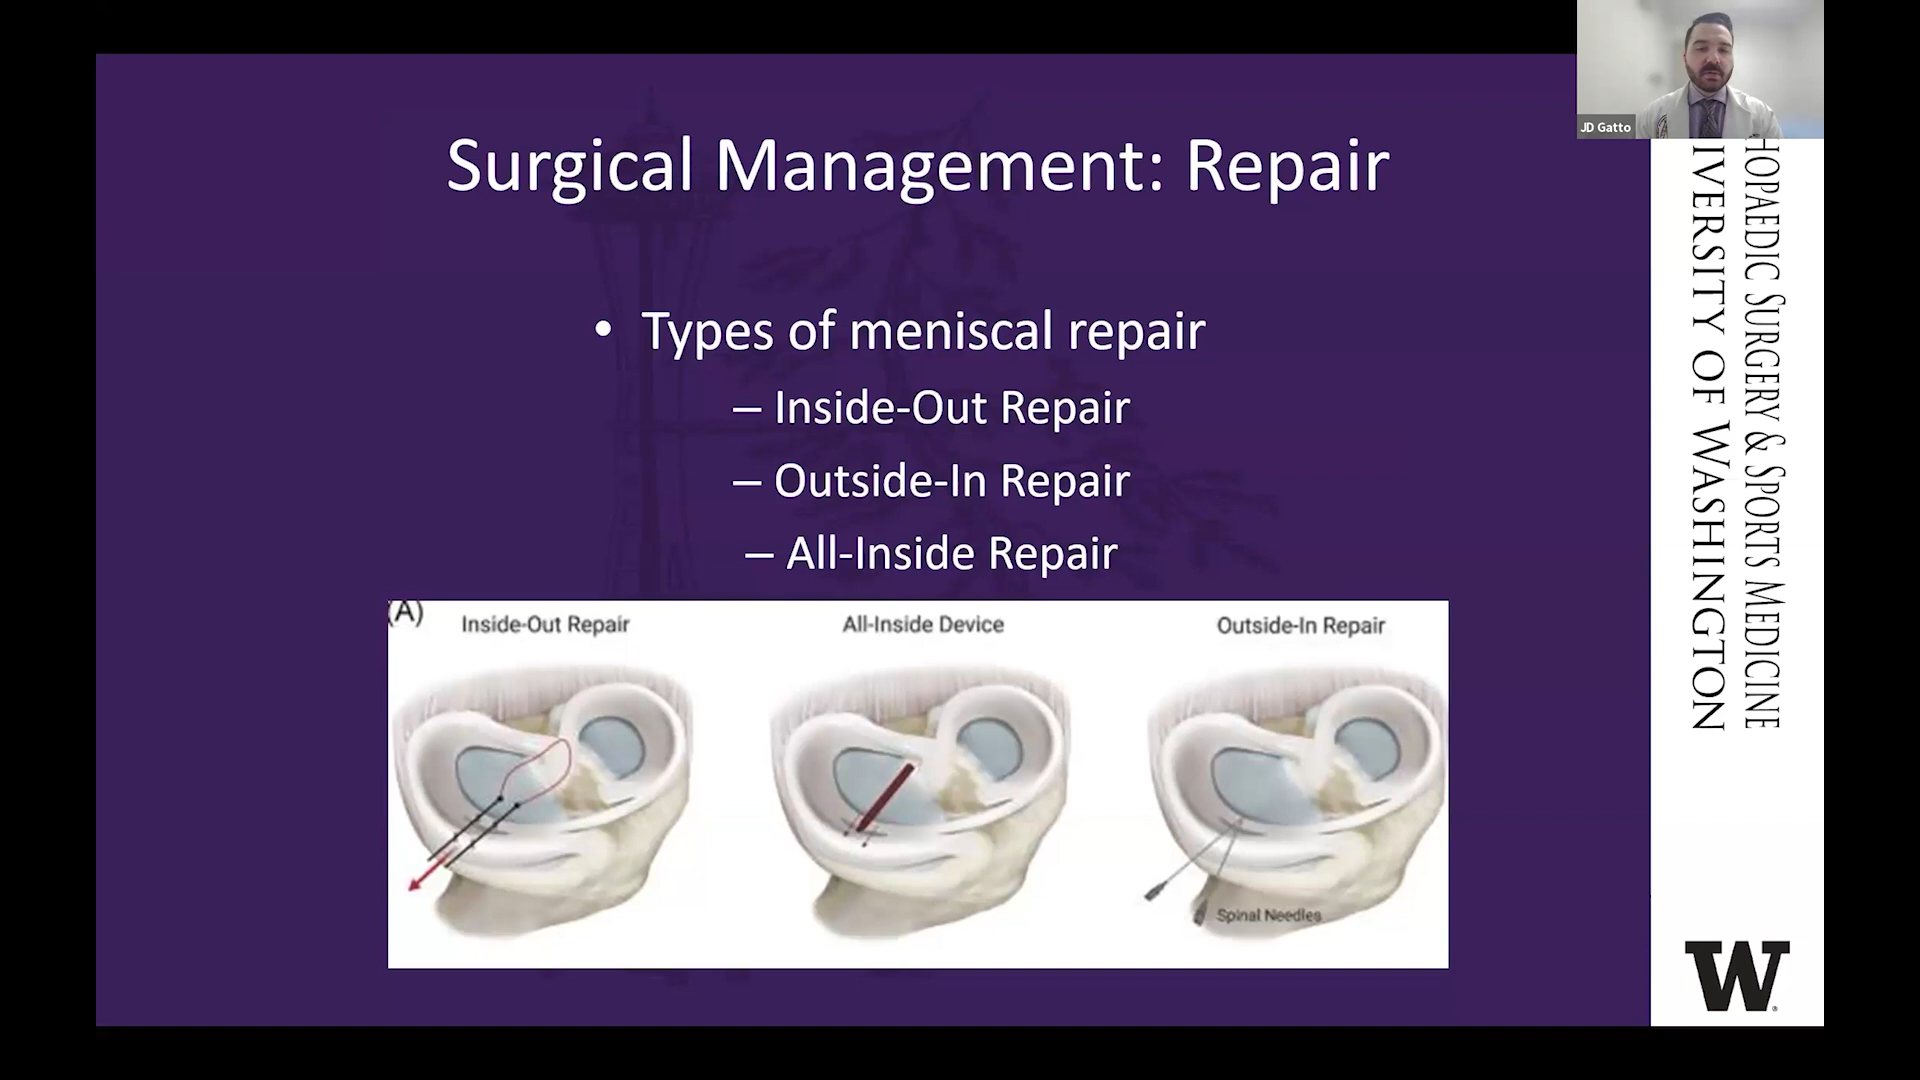 JD Gatto
Surgical Management: Repair
• Types of meniscal repair
– Inside-Out Repair
– Outside-In Repair
– All-Inside Repair
(A)
Inside-Out Repair
All-Inside Device
Outside-In Repair
Spinal Needles
HOPAEDIC SURGERY & SPORTS MEDICINE
IVERSITY OF WASHINGTON
W